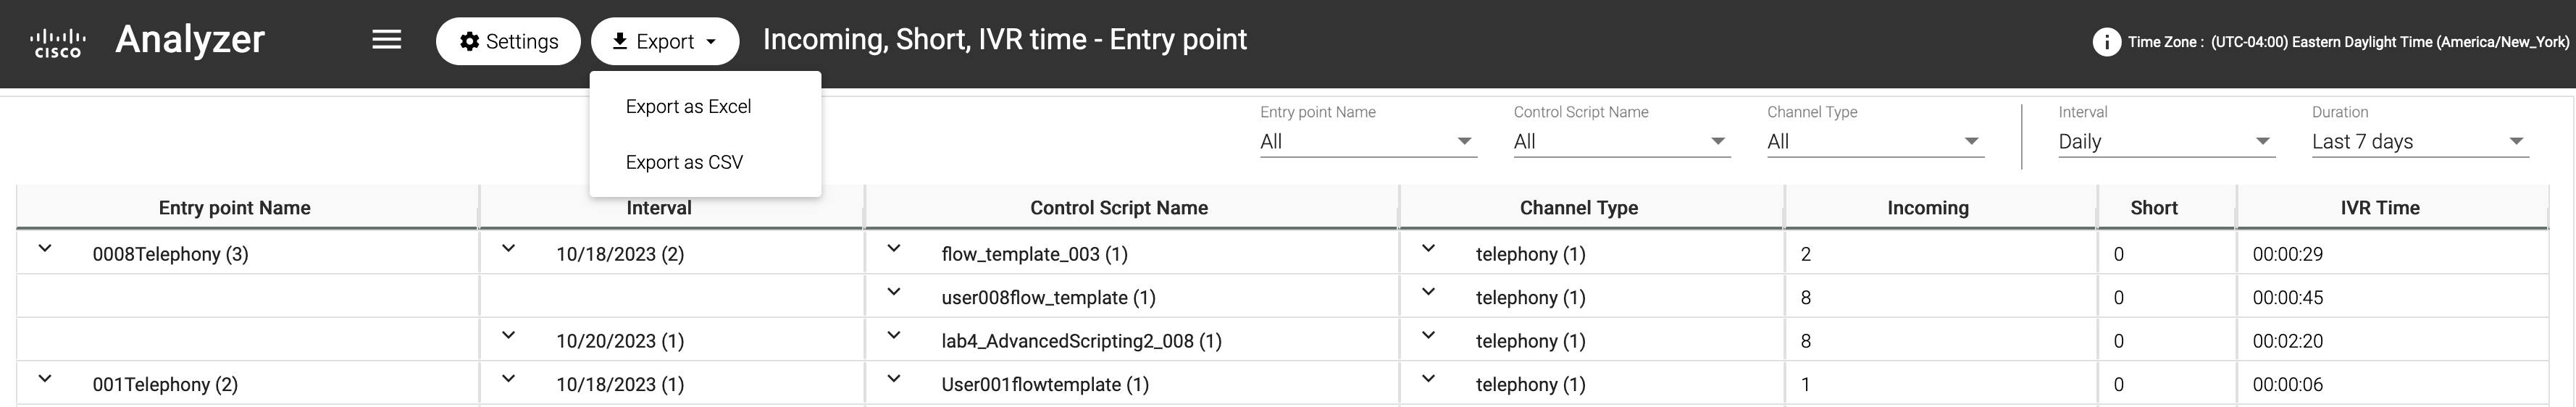 CISCO Analyzer Settings Export Incoming, Short, IVR time - Entry point i Time Zone : (UTC-04:00) Eastern Daylight Time (America/New_York)
Export as Excel
Export as CSV
Entry point Name Control Script Name Channel Type Interval Duration
All All All Daily Last 7 days
Entry point Name Interval Control Script Name Channel Type Incoming Short IVR Time
0008Telephony (3) 10/18/2023 (2) flow_template_003 (1) telephony (1) 2 0 00:00:29
user008flow_template (1) telephony (1) 8 0 00:00:45
10/20/2023 (1) lab4_AdvancedScripting2_008 (1) telephony (1) 8 0 00:02:20
001Telephony (2) 10/18/2023 (1) User001flowtemplate (1) telephony (1) 1 0 00:00:06